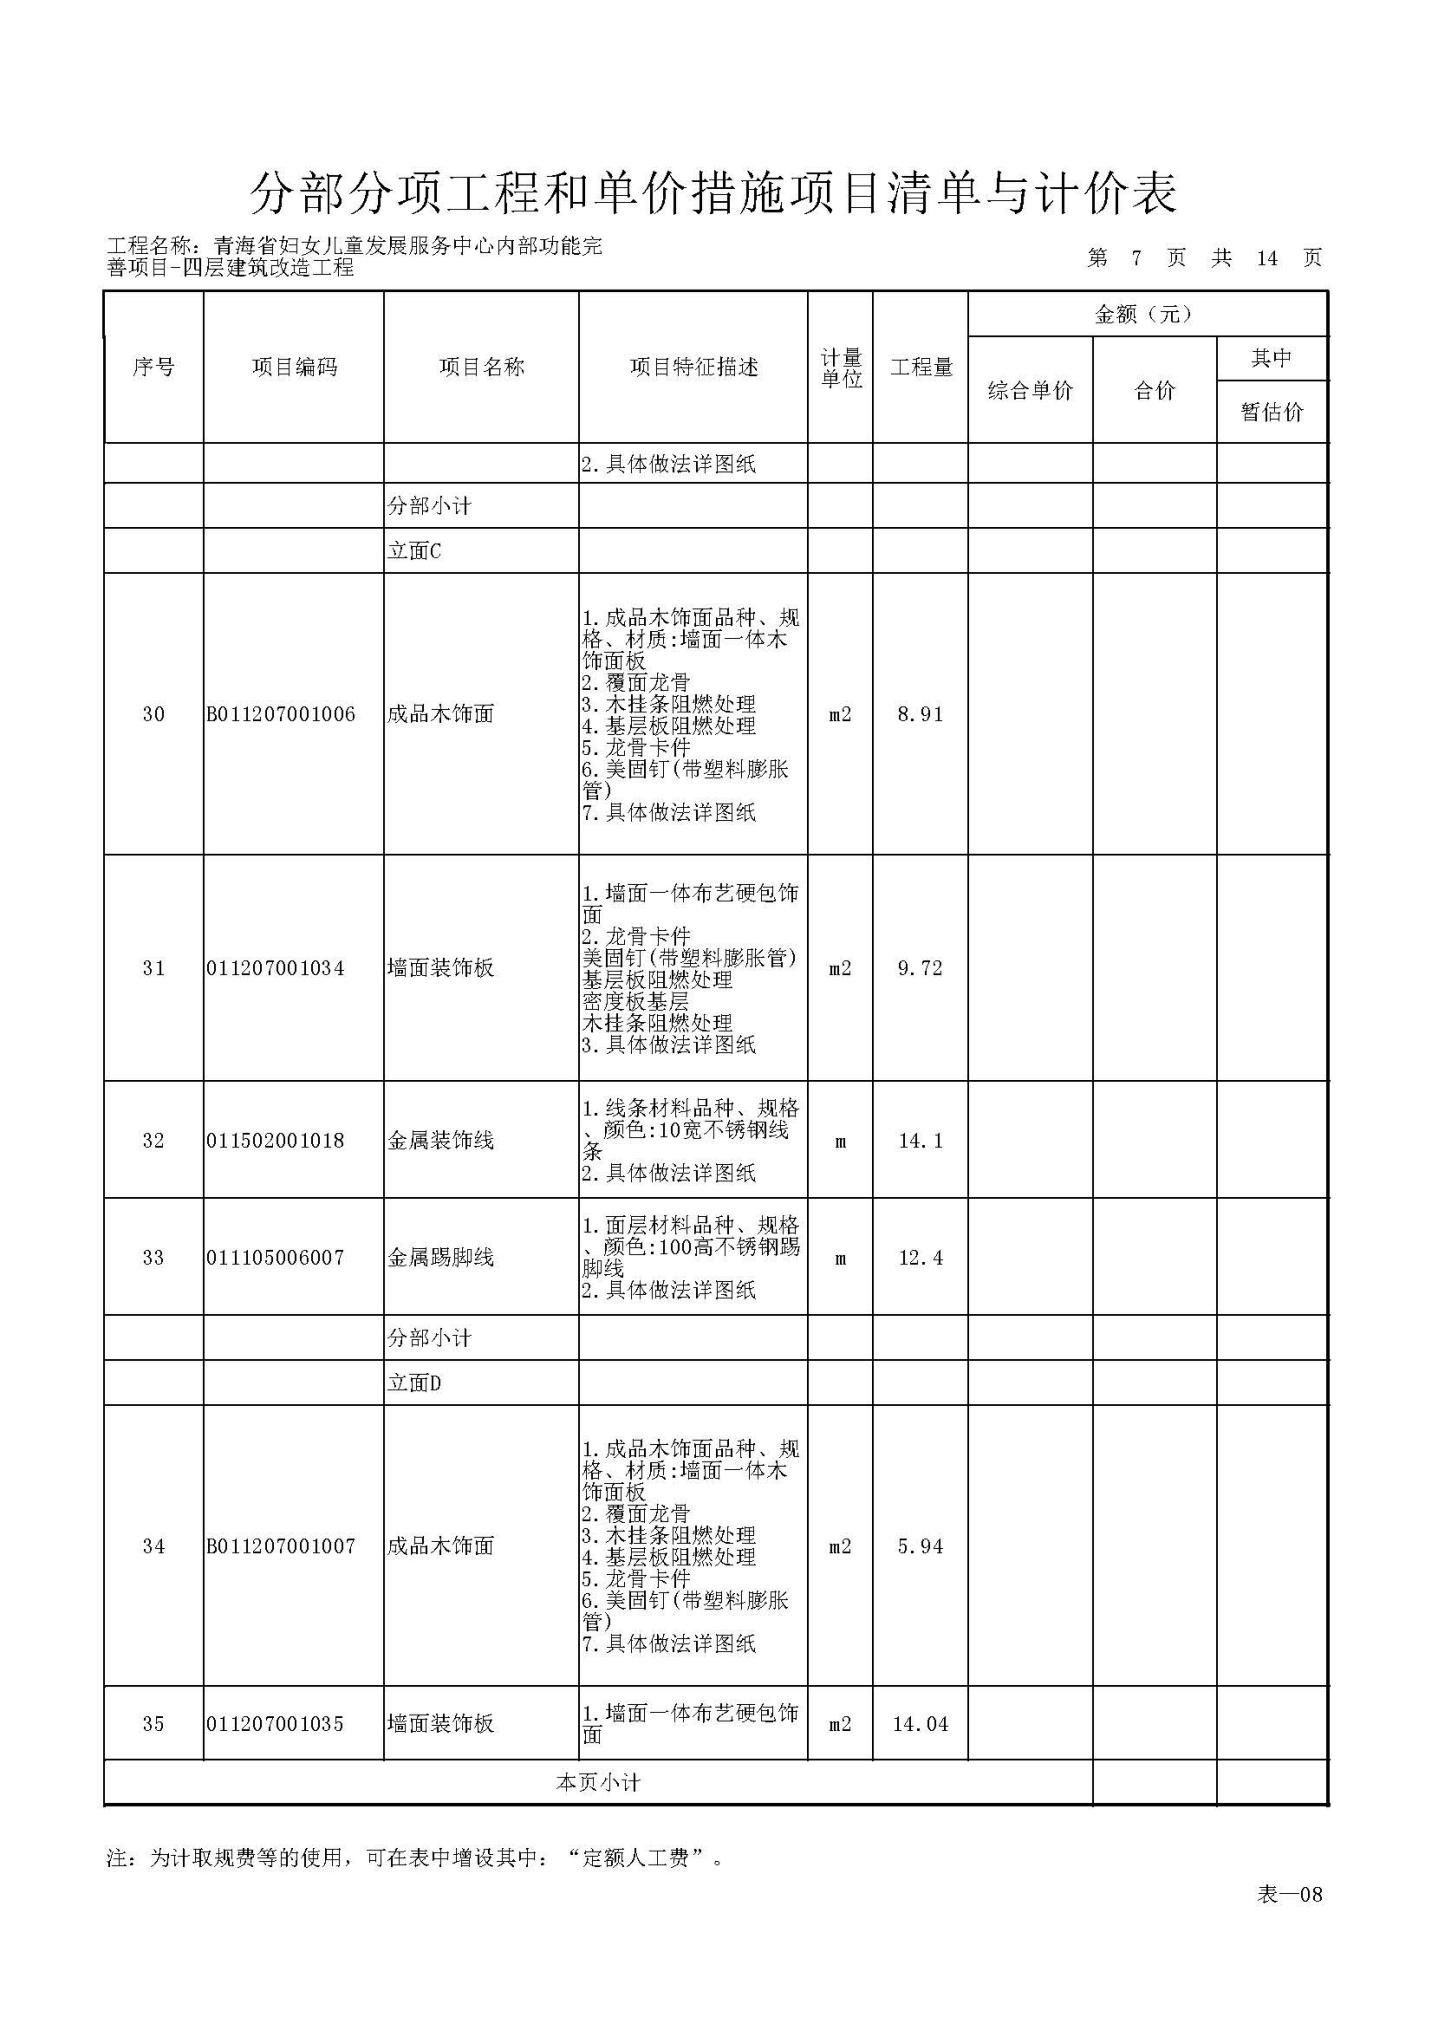 分部分项工程和单价措施项目清单与计价表
工程名称：青海省妇女儿童发展服务中心内部功能完
善项目-四层建筑改造工程
第 7 页 共 14 页
序号 项目编码 项目名称 项目特征描述 计量
单位 工程量 金额（元）
综合单价 合价 其中
暂估价
2.具体做法详图纸
分部小计
立面C
30 B011207001006 成品木饰面 1.成品木饰面品种、规
格、材质:墙面一体木
饰面板
2.覆面龙骨
3.木挂条阻燃处理
4.基层板阻燃处理
5.龙骨卡件
6.美固钉(带塑料膨胀
管)
7.具体做法详图纸
m2 8.91
31 011207001034 墙面装饰板 1.墙面一体布艺硬包饰
面
2.龙骨卡件
美固钉(带塑料膨胀管)
基层板阻燃处理
密度板基层
木挂条阻燃处理
3.具体做法详图纸
m2 9.72
32 011502001018 金属装饰线 1.线条材料品种、规格
、颜色:10宽不锈钢线
条
2.具体做法详图纸
m 14.1
33 011105006007 金属踢脚线 1.面层材料品种、规格
、颜色:100高不锈钢踢
脚线
2.具体做法详图纸
m 12.4
分部小计
立面D
34 B011207001007 成品木饰面 1.成品木饰面品种、规
格、材质:墙面一体木
饰面板
2.覆面龙骨
3.木挂条阻燃处理
4.基层板阻燃处理
5.龙骨卡件
6.美固钉(带塑料膨胀
管)
7.具体做法详图纸
m2 5.94
35 011207001035 墙面装饰板 1.墙面一体布艺硬包饰
面
m2 14.04
本页小计
注：为计取规费等的使用，可在表中增设其中：“定额人工费”。
表—08